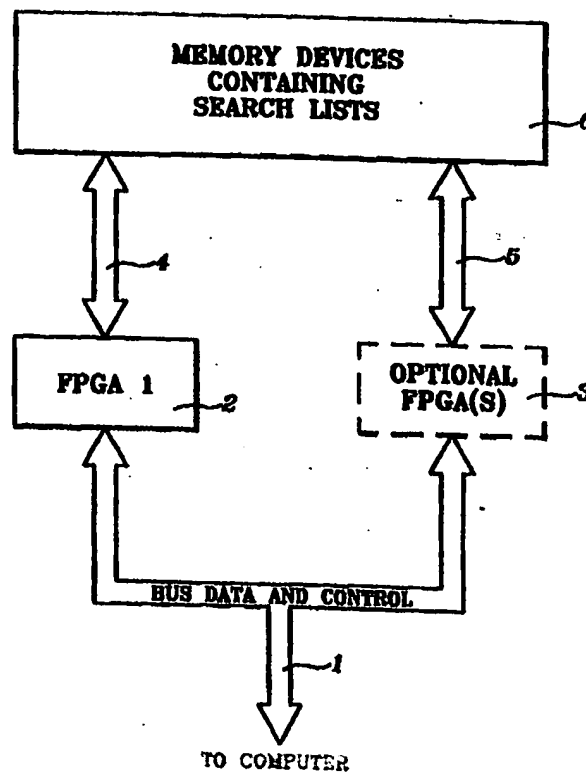 MEMORY DEVICES
CONTAINING
SEARCH LISTS
6
4
5
FPGA 1
2
OPTIONAL
FPGA(S)
3
BUS DATA AND CONTROL
1
TO COMPUTER